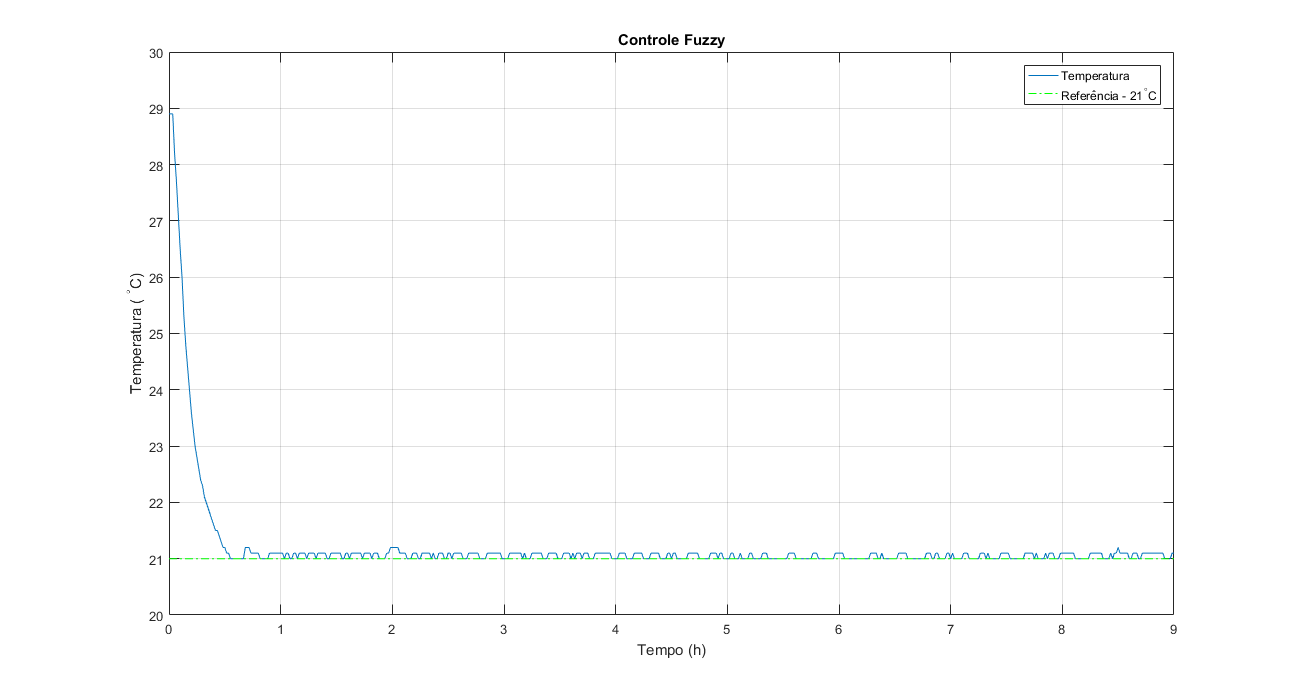 Controle Fuzzy
Temperatura
Referência - 21°C
30
29
28
27
26
25
24
23
22
21
20
Temperatura ( °C)
0 1 2 3 4 5 6 7 8 9
Tempo (h)